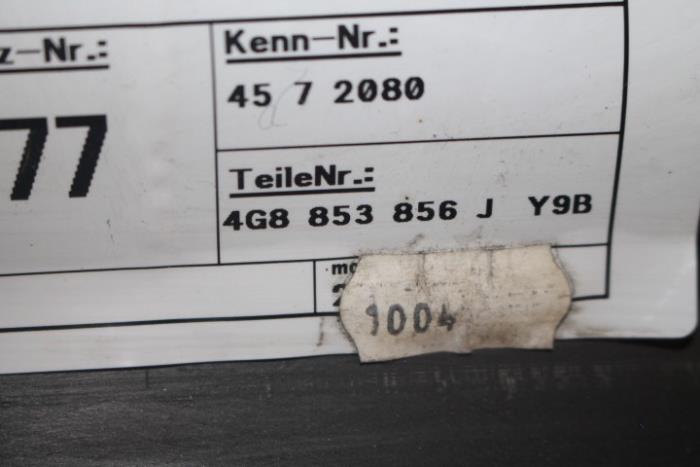 z-Nr.:
77
Kenn-Nr.:
45 7 2080
TeileNr.:
4G8 853 856 J Y9B
1004